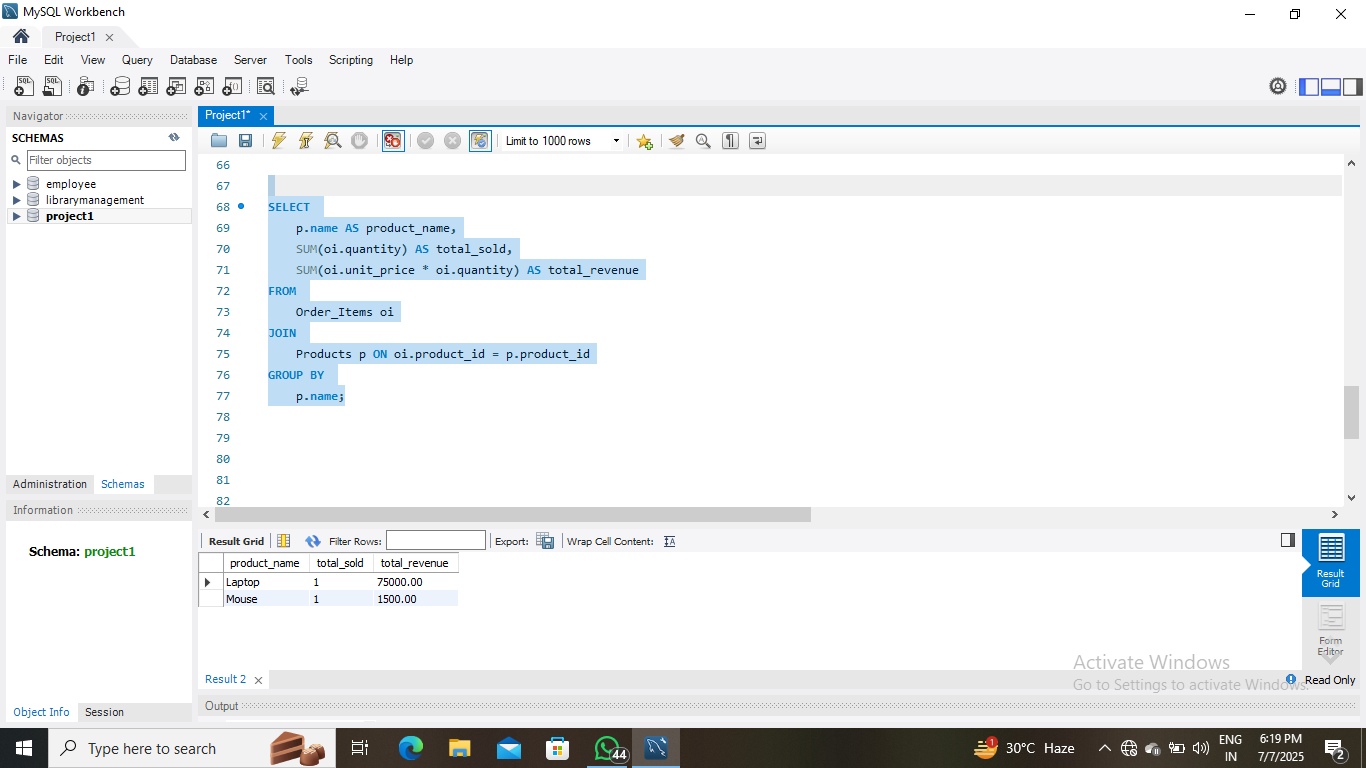 MySQL Workbench
Project1
File Edit View Query Database Server Tools Scripting Help
Navigator
SCHEMAS
Filter objects
employee
librarymanagement
project1
Administration Schemas
Information
Schema: project1
Object Info Session
Project1*
Limit to 1000 rows
66
67
68 SELECT
69 p.name AS product_name,
70 SUM(oi.quantity) AS total_sold,
71 SUM(oi.unit_price * oi.quantity) AS total_revenue
72 FROM
73 Order_Items oi
74 JOIN
75 Products p ON oi.product_id = p.product_id
76 GROUP BY
77 p.name;
78
79
80
81
82
Result Grid Filter Rows: Export: Wrap Cell Content:
product_name total_sold total_revenue
Laptop 1 75000.00
Mouse 1 1500.00
Result Grid
Form Editor
Activate Windows
Go to Settings to activate Windows.
Result 2 Read Only
Output
Type here to search
44
1
30°C Haze
ENG
IN
6:19 PM
7/7/2025
2